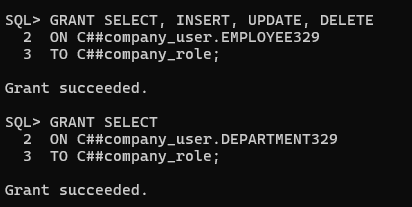 SQL> GRANT SELECT, INSERT, UPDATE, DELETE
  2  ON C##company_user.EMPLOYEE329
  3  TO C##company_role;
Grant succeeded.
SQL> GRANT SELECT
  2  ON C##company_user.DEPARTMENT329
  3  TO C##company_role;
Grant succeeded.